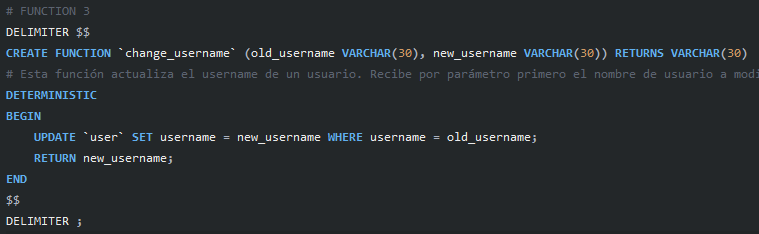 # FUNCTION 3
DELIMITER $$
CREATE FUNCTION `change_username` (old_username VARCHAR(30), new_username VARCHAR(30)) RETURNS VARCHAR(30)
# Esta función actualiza el username de un usuario. Recibe por parámetro primero el nombre de usuario a modi
DETERMINISTIC
BEGIN
    UPDATE `user` SET username = new_username WHERE username = old_username;
    RETURN new_username;
END
$$
DELIMITER ;